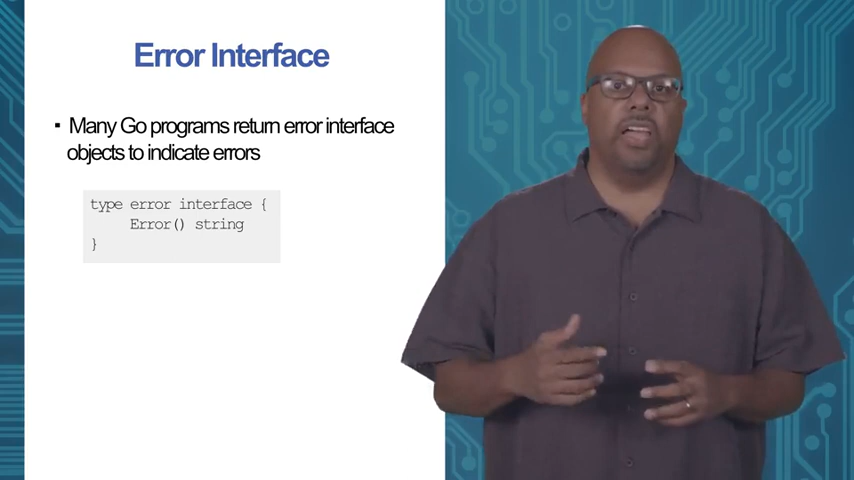 Error Interface
▪ Many Go programs return error interface
objects to indicate errors
type error interface {
Error() string
}